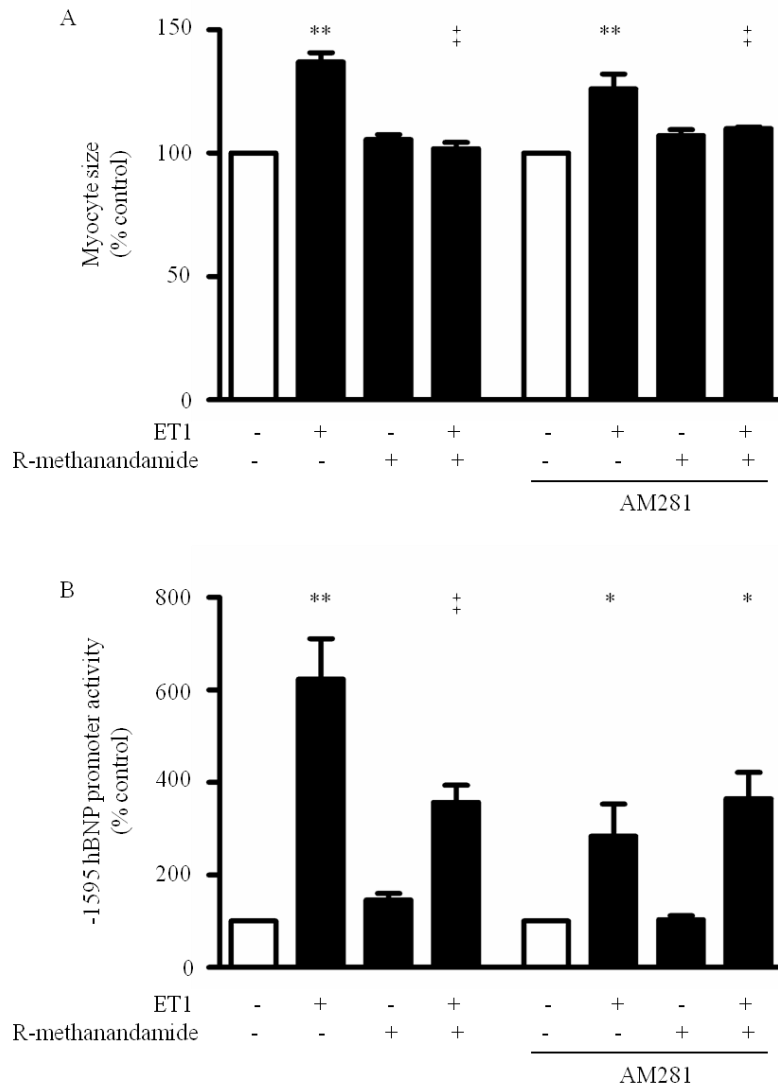 A
150
** ‡ ** ‡
Myocyte size
(% control)
100
50
0
ET1 - + - + - + - +
R-methanandamide - - + + - - + +
AM281
B
800
** ‡ * *
-1595 hBNP promoter activity
(% control)
600
400
200
0
ET1 - + - + - + - +
R-methanandamide - - + + - - + +
AM281